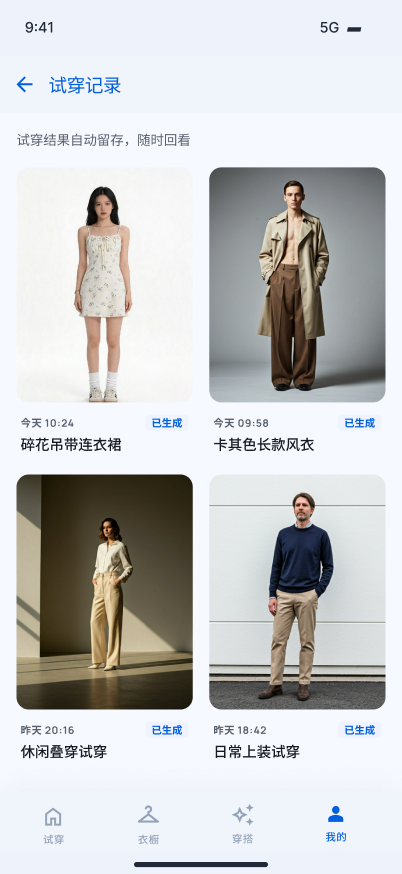 9:41 5G
试穿记录
试穿结果自动留存，随时回看
今天 10:24 已生成
碎花吊带连衣裙
今天 09:58 已生成
卡其色长款风衣
昨天 20:16 已生成
休闲叠穿试穿
昨天 18:42 已生成
日常上装试穿
试穿 衣橱 穿搭 我的